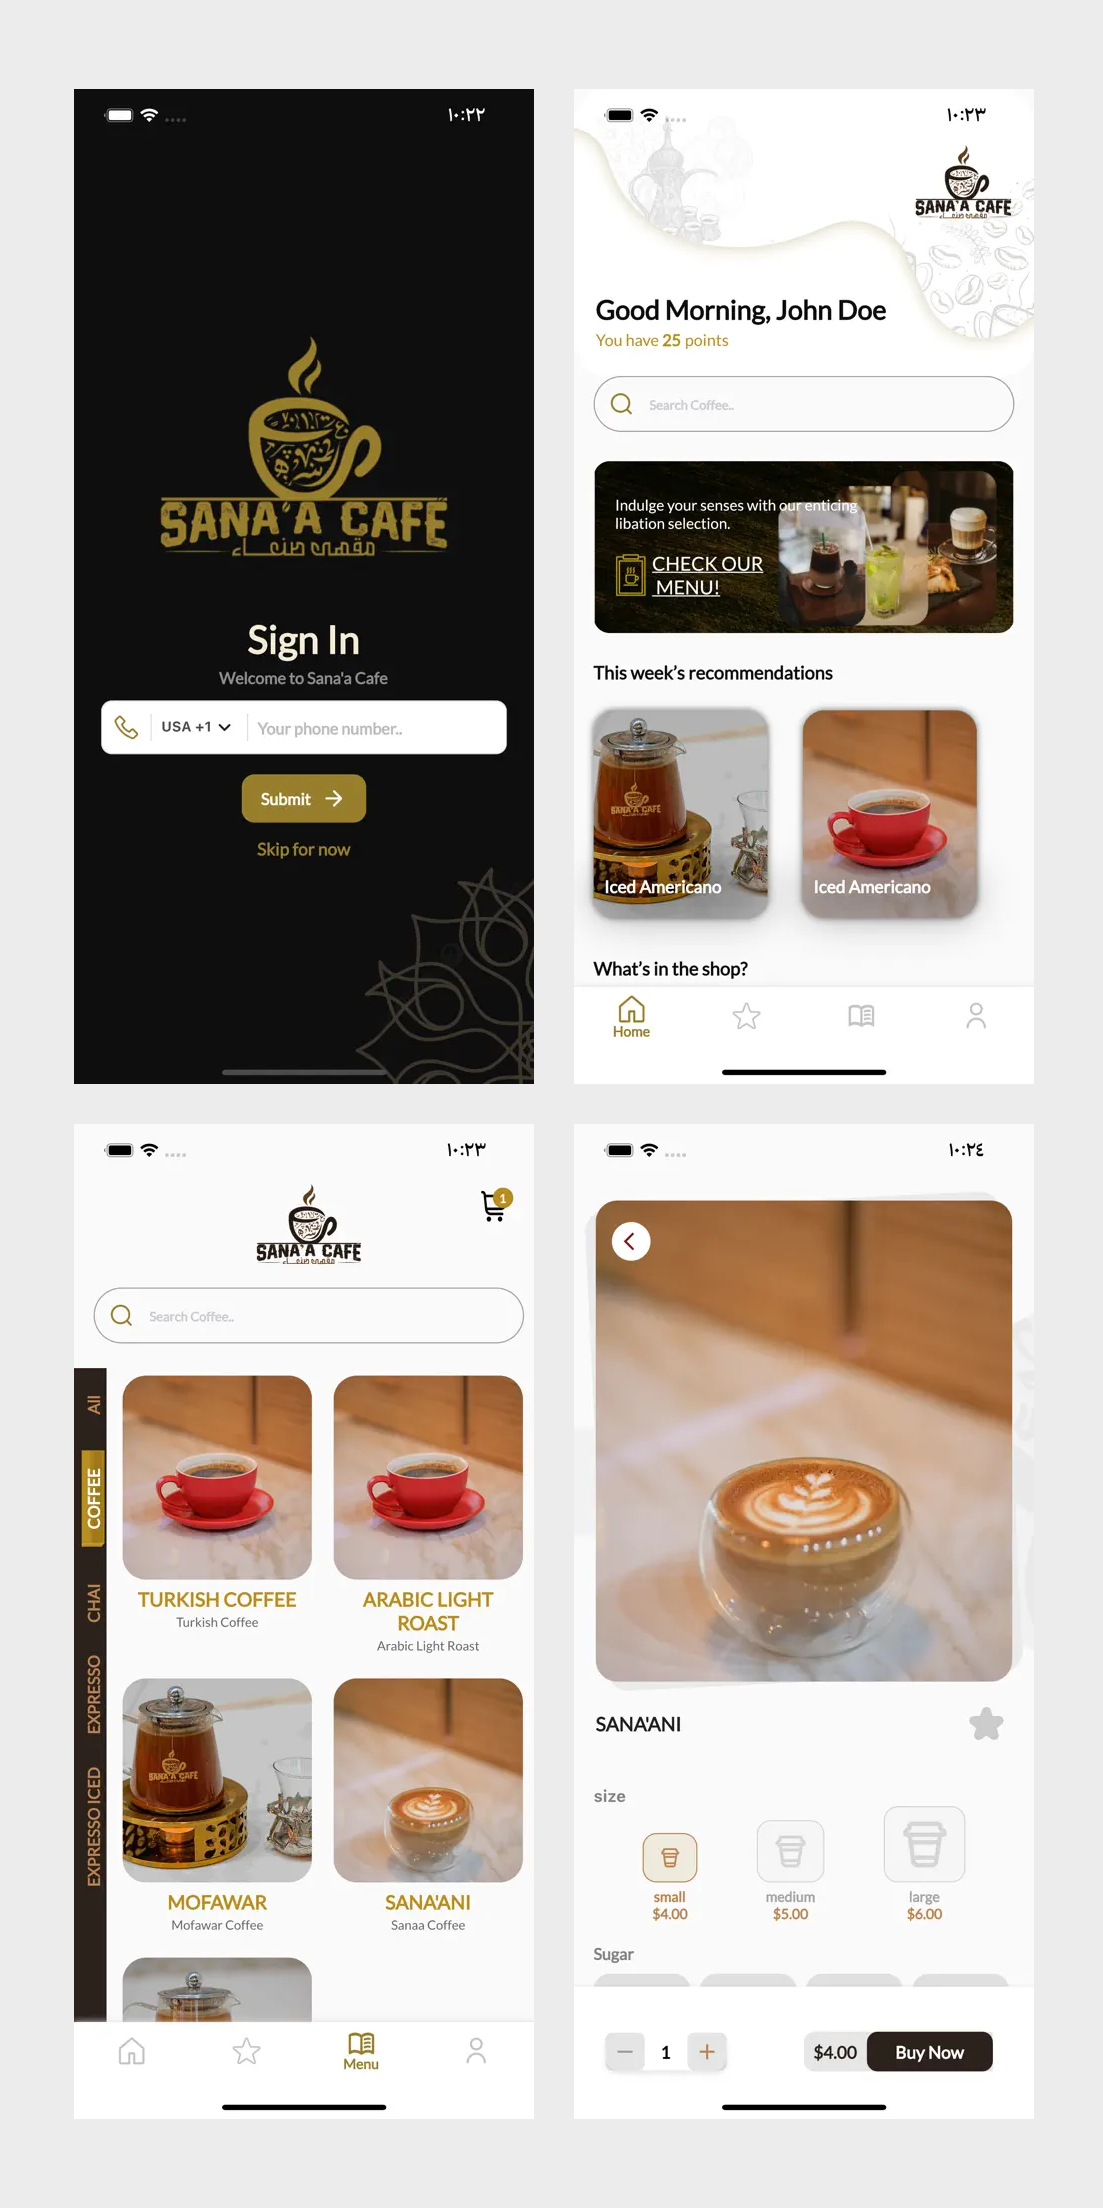 ١٠:٢٢
SANA'A CAFE
مقهى صنعاء
Sign In
Welcome to Sana'a Cafe
USA +1
Your phone number..
Submit
Skip for now
١٠:٢٣
SANA'A CAFE
مقهى صنعاء
Good Morning, John Doe
You have 25 points
Search Coffee..
Indulge your senses with our enticing
libation selection.
CHECK OUR
MENU!
This week's recommendations
SANA'A CAFE
Iced Americano
Iced Americano
What's in the shop?
Home
١٠:٢٣
1
SANA'A CAFE
مقهى صنعاء
Search Coffee..
All
COFFEE
CHAI
EXPRESSO
EXPRESSO ICED
TURKISH COFFEE
Turkish Coffee
ARABIC LIGHT
ROAST
Arabic Light Roast
SANA'A CAFE
MOFAWAR
Mofawar Coffee
SANA'ANI
Sanaa Coffee
Menu
١٠:٢٤
SANA'ANI
size
small
$4.00
medium
$5.00
large
$6.00
Sugar
1
$4.00
Buy Now